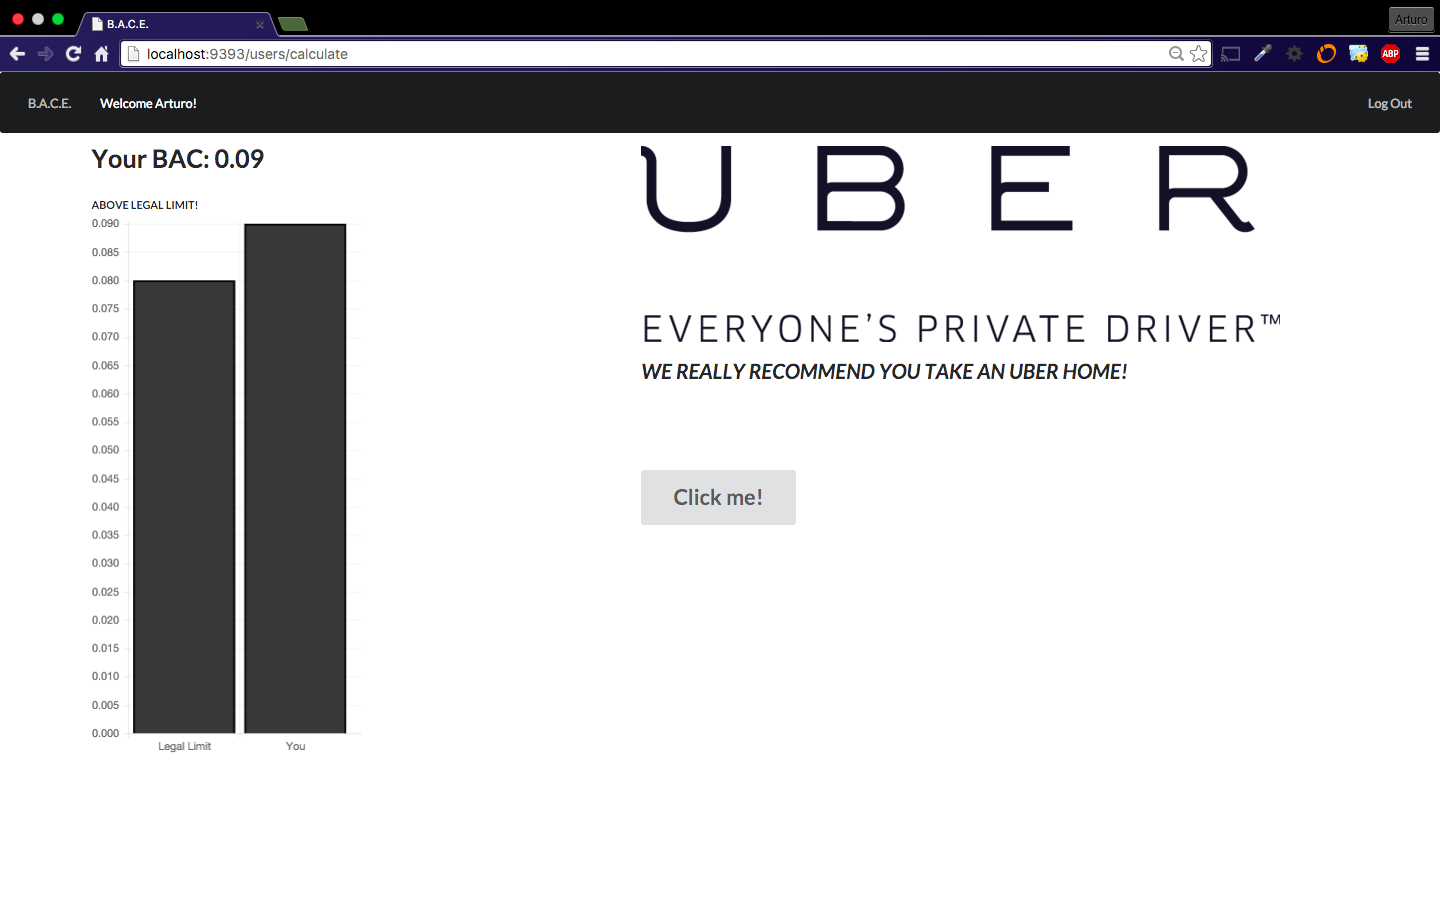 B.A.C.E.
Arturo
localhost:9393/users/calculate
ABP
B.A.C.E.
Welcome Arturo!
Log Out
Your BAC: 0.09
ABOVE LEGAL LIMIT!
0.090
0.085
0.080
0.075
0.070
0.065
0.060
0.055
0.050
0.045
0.040
0.035
0.030
0.025
0.020
0.015
0.010
0.005
0.000
Legal Limit
You
UBER
EVERYONE'S PRIVATE DRIVER™
WE REALLY RECOMMEND YOU TAKE AN UBER HOME!
Click me!